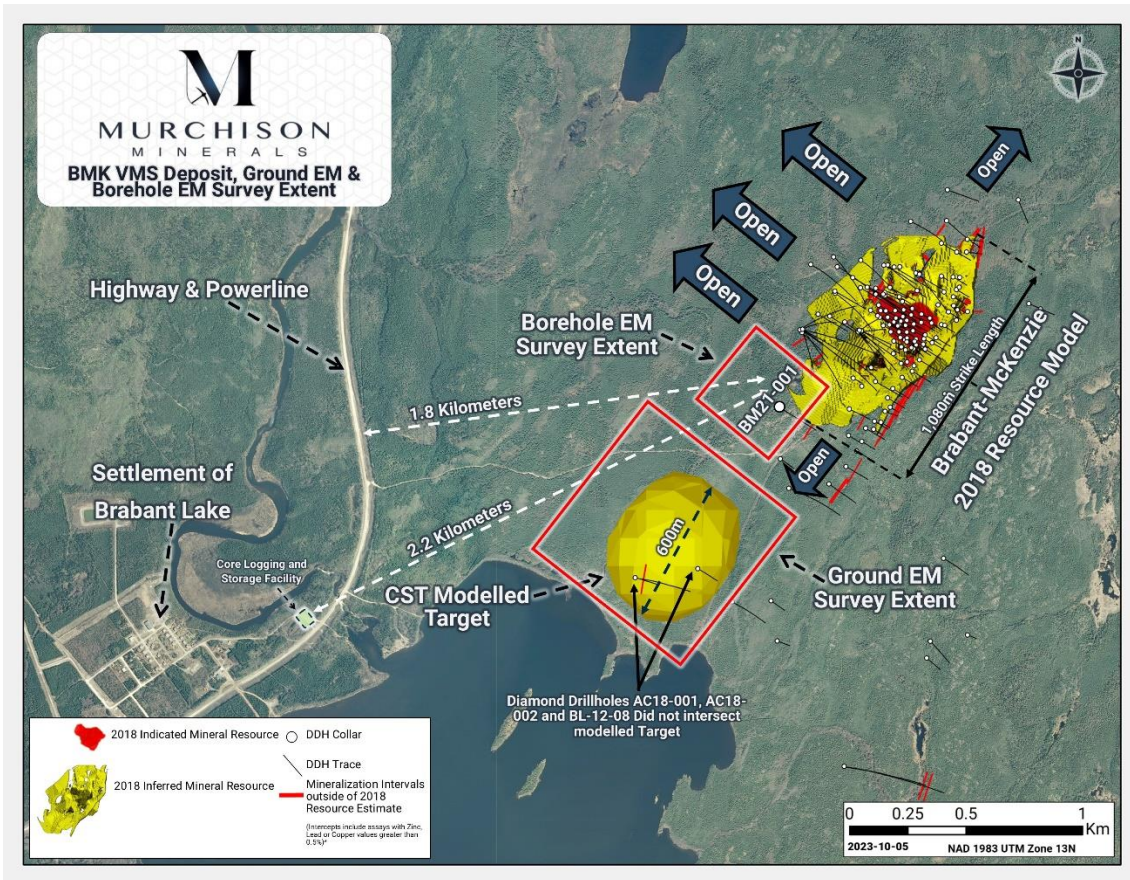 M
MURCHISON
MINERALS
BMK VMS Deposit, Ground EM &
Borehole EM Survey Extent
N
Open
Open
Open
Open
Highway & Powerline
Borehole EM
Survey Extent
BM21-001
1,080m Strike Length
Brabant-McKenzie
2018 Resource Model
1.8 Kilometers
Open
Settlement of
Brabant Lake
2.2 Kilometers
600m
Core Logging and
Storage Facility
CST Modelled
Target
Ground EM
Survey Extent
Diamond Drillholes AC18-001, AC18-
002 and BL-12-08 Did not intersect
modelled Target
2018 Indicated Mineral Resource
DDH Collar
DDH Trace
2018 Inferred Mineral Resource
Mineralization Intervals
outside of 2018
Resource Estimate
(Intercepts include assays with Zinc,
Lead or Copper values greater than
0.5%)*
0 0.25 0.5 1
Km
2023-10-05 NAD 1983 UTM Zone 13N